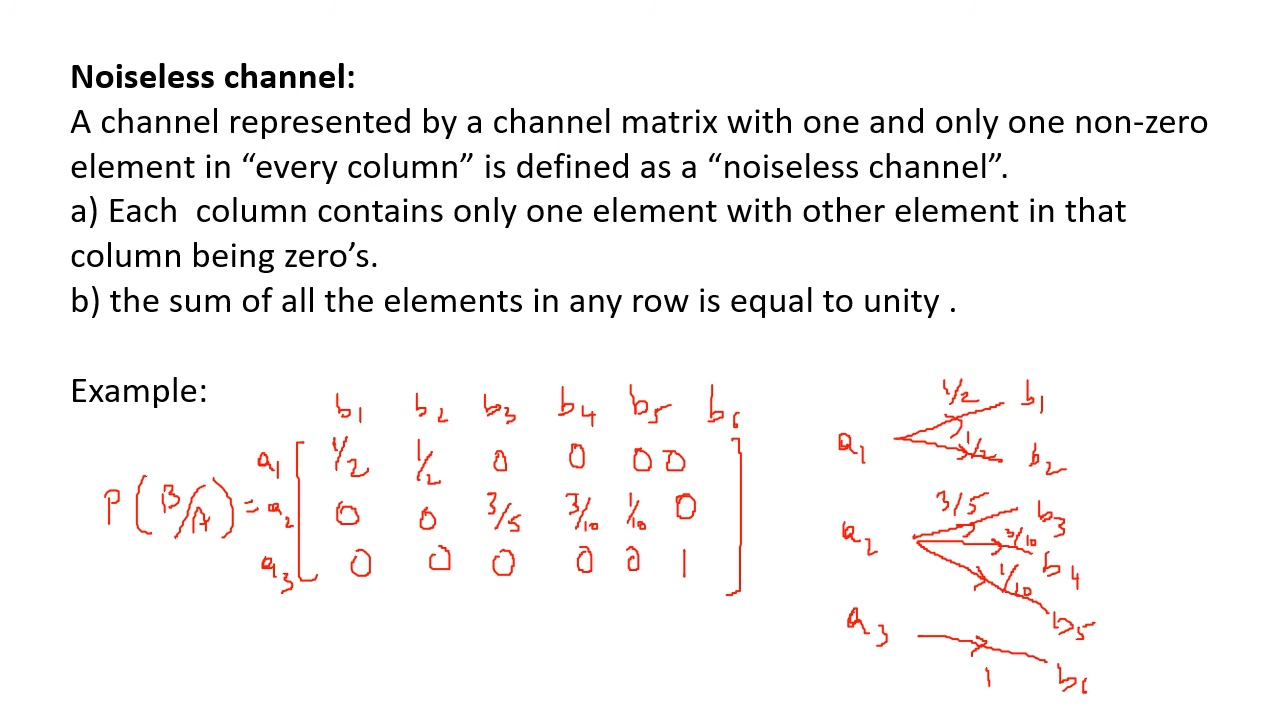 Noiseless channel:
A channel represented by a channel matrix with one and only one non-zero
element in “every column” is defined as a “noiseless channel”.
a) Each  column contains only one element with other element in that
column being zero’s.
b) the sum of all the elements in any row is equal to unity .
Example:
b1 b2 b3 b4 b5 b6
a1 1/2 1/2 0 0 0 0
P(B/A) = a2 0 0 3/5 3/10 1/10 0
a3 0 0 0 0 0 1
1/2 b1
a1
1/2 b2
3/5 b3
a2 3/10
b4
1/10
b5
a3
1 b6